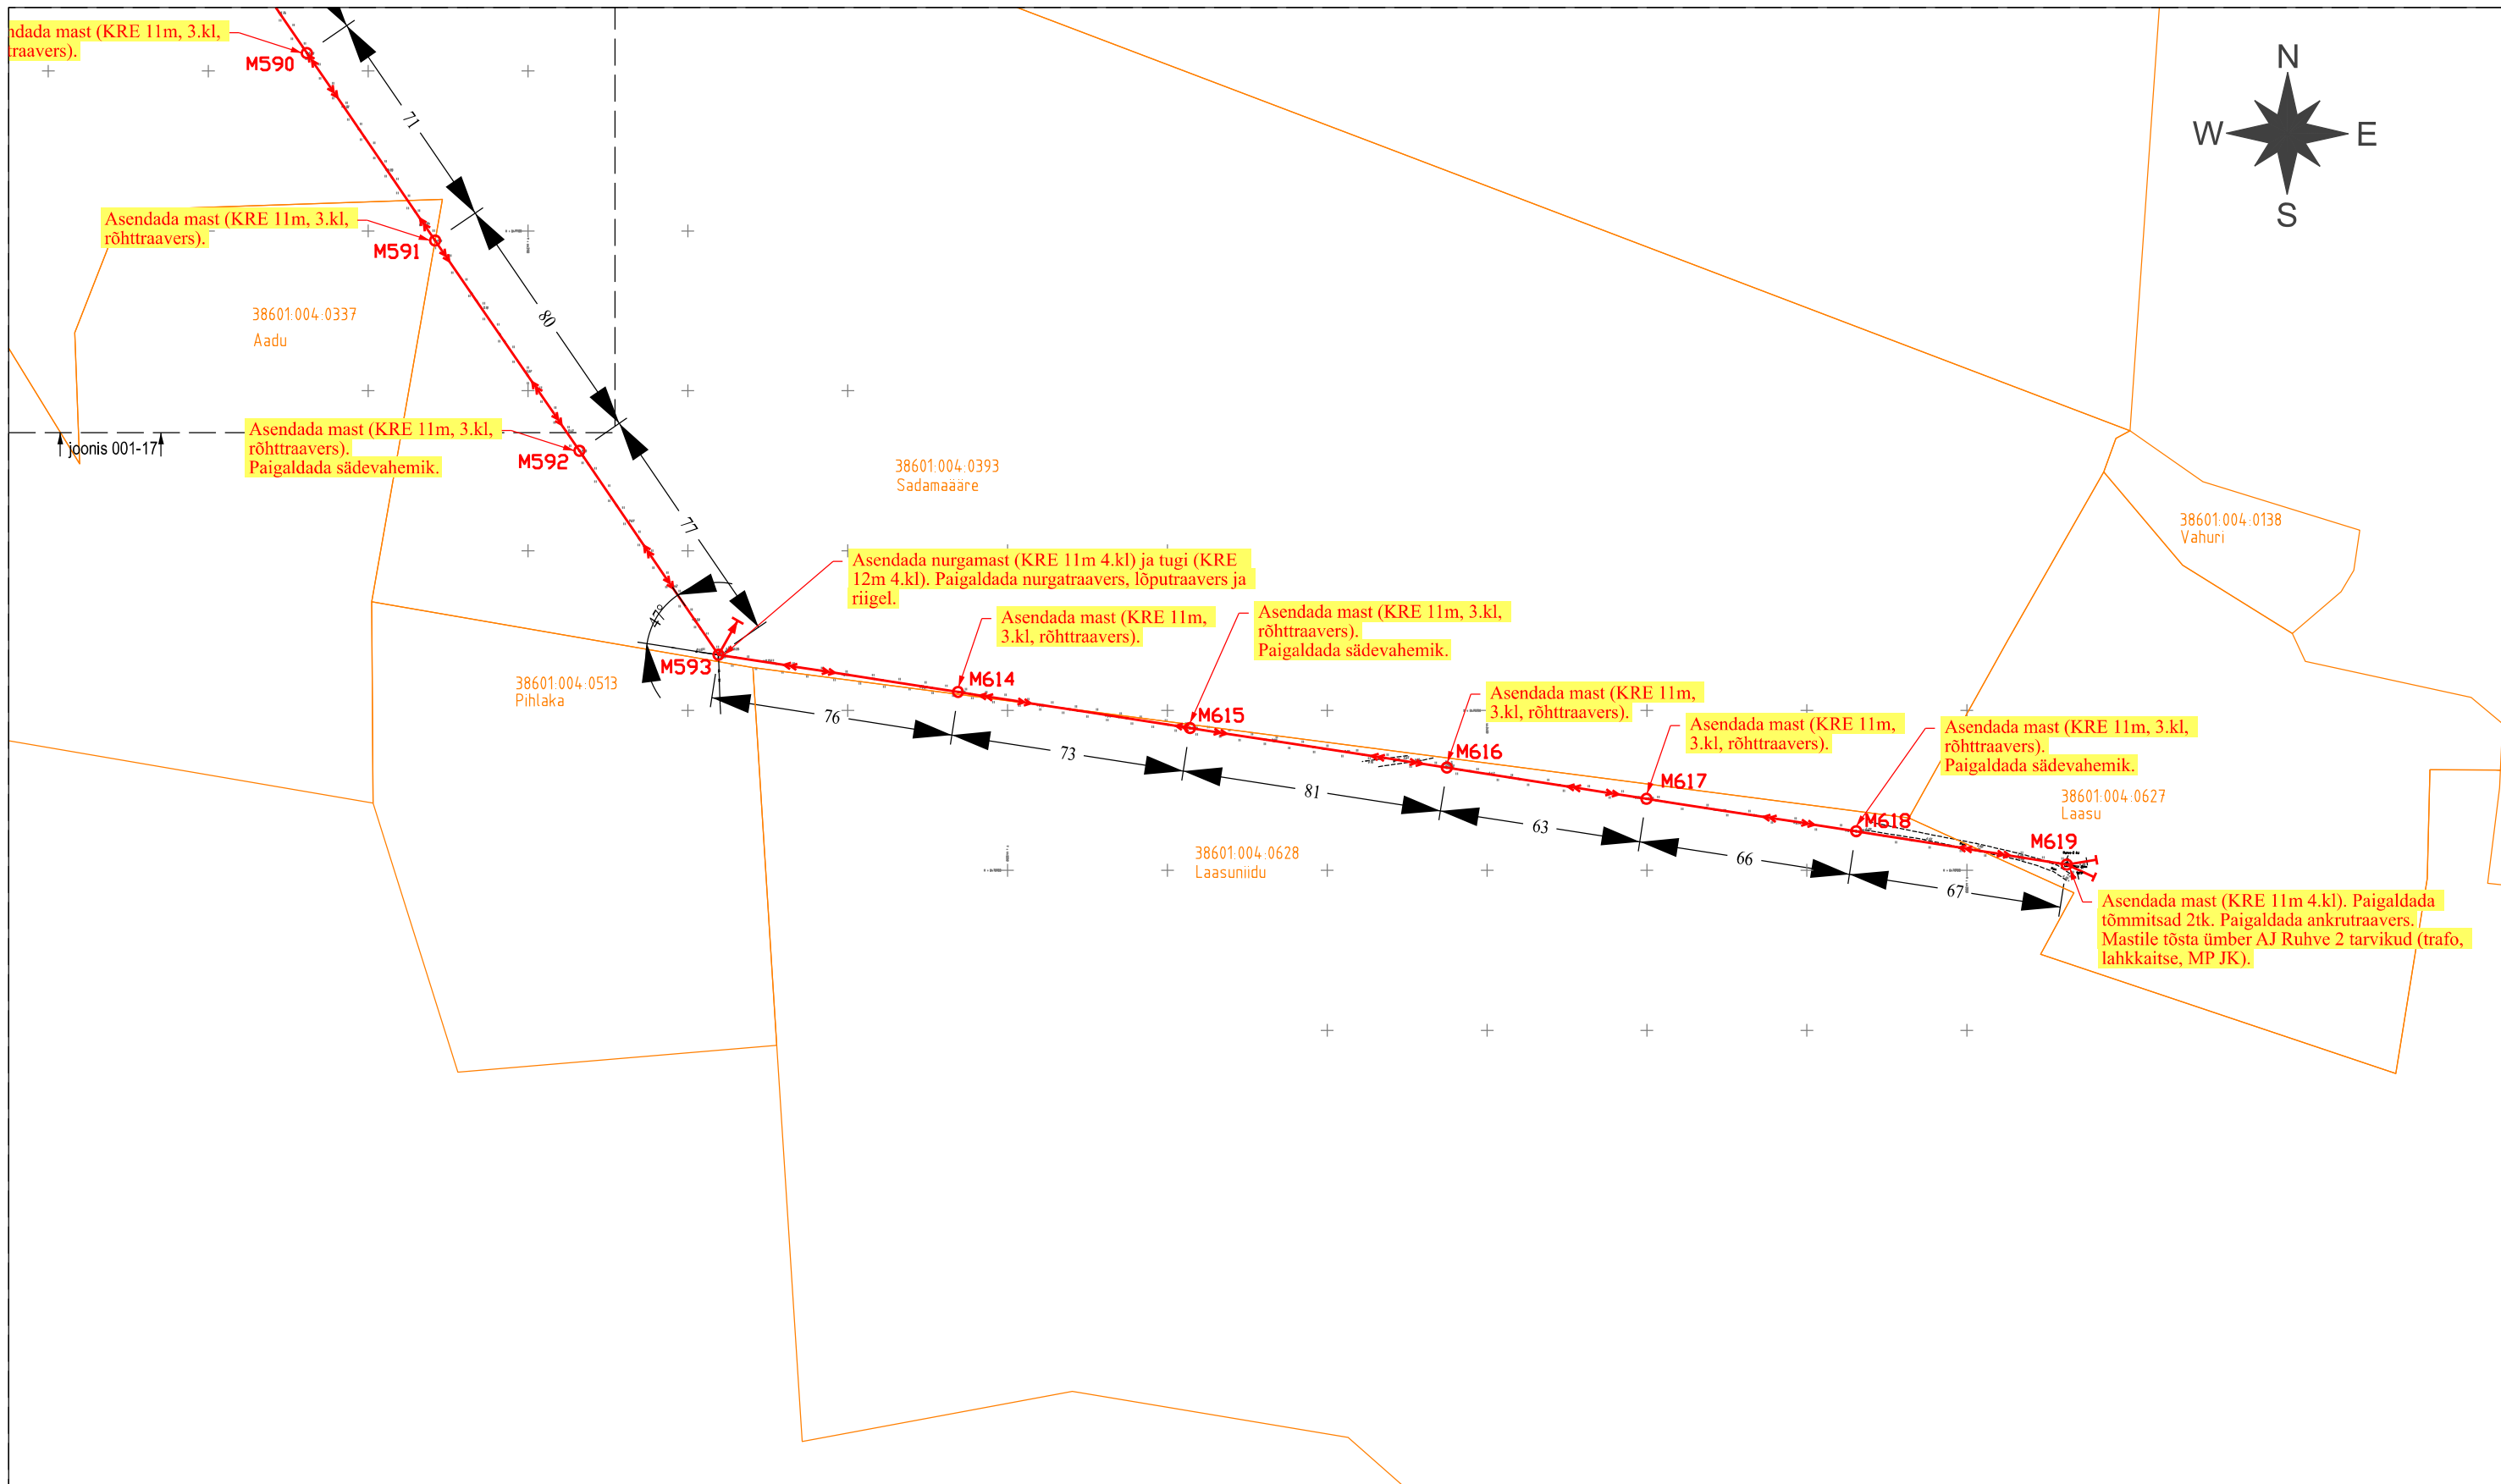 ndada mast (KRE 11m, 3.kl,
traavers).
M590
71
N
W
E
S
Asendada mast (KRE 11m, 3.kl,
rõhttraavers).
M591
38601:004:0337
Aadu
80
joonis 001-17
Asendada mast (KRE 11m, 3.kl,
rõhttraavers).
Paigaldada sädevahemik.
M592
38601:004:0393
Sadamaääre
77
38601:004:0138
Vahuri
Asendada nurgamast (KRE 11m 4.kl) ja tugi (KRE
12m 4.kl). Paigaldada nurgatraavers, lõputraavers ja
riigel.
47°
M593
38601:004:0513
Pihlaka
Asendada mast (KRE 11m,
3.kl, rõhttraavers).
M614
76
Asendada mast (KRE 11m, 3.kl,
rõhttraavers).
Paigaldada sädevahemik.
M615
73
Asendada mast (KRE 11m,
3.kl, rõhttraavers).
M616
81
Asendada mast (KRE 11m,
3.kl, rõhttraavers).
M617
63
Asendada mast (KRE 11m, 3.kl,
rõhttraavers).
Paigaldada sädevahemik.
M618
66
38601:004:0627
Laasu
M619
67
38601:004:0628
Laasuniidu
Asendada mast (KRE 11m 4.kl). Paigaldada
tõmmitsad 2tk. Paigaldada ankrutraavers.
Mastile tõsta ümber AJ Ruhve 2 tarvikud (trafo,
lahkkaitse, MP JK).